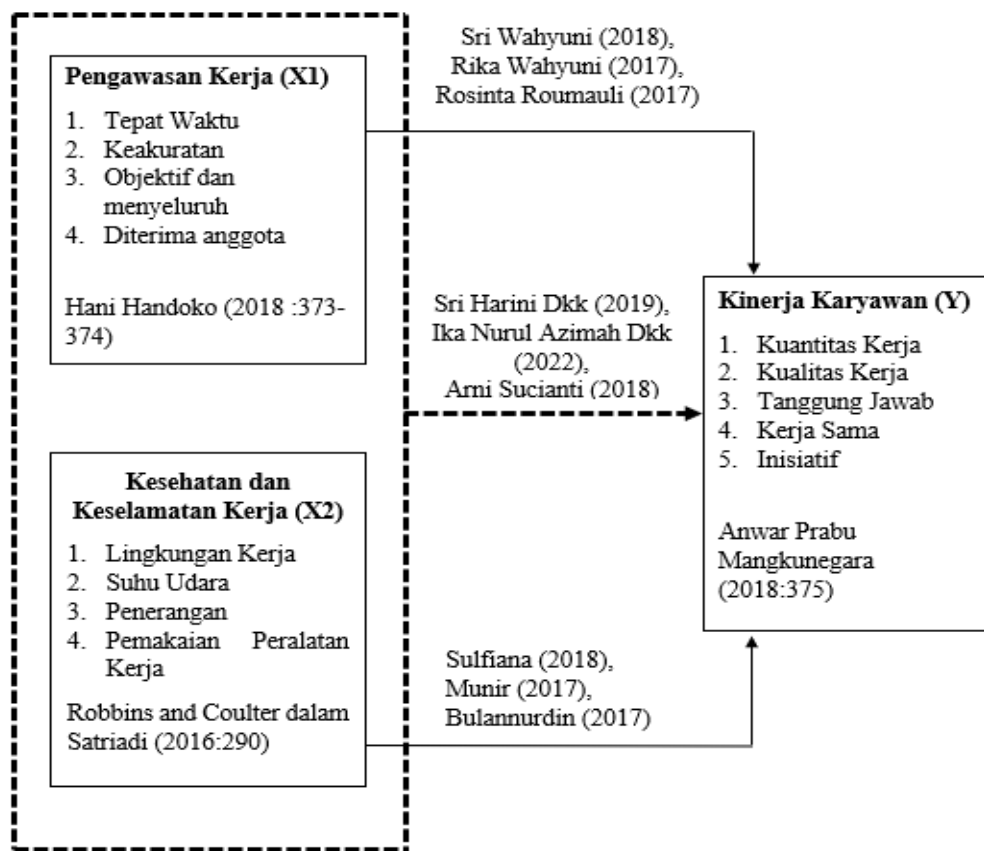 Sri Wahyuni (2018),
Rika Wahyuni (2017),
Rosinta Roumauli (2017)
Pengawasan Kerja (X1)
1. Tepat Waktu
2. Keakuratan
3. Objektif dan
menyeluruh
4. Diterima anggota
Hani Handoko (2018 :373-
374)
Sri Harini Dkk (2019),
Ika Nurul Azimah Dkk
(2022),
Arni Sucianti (2018)
Kinerja Karyawan (Y)
1. Kuantitas Kerja
2. Kualitas Kerja
3. Tanggung Jawab
4. Kerja Sama
5. Inisiatif
Anwar Prabu
Mangkunegara
(2018:375)
Kesehatan dan
Keselamatan Kerja (X2)
1. Lingkungan Kerja
2. Suhu Udara
3. Penerangan
4. Pemakaian Peralatan
Kerja
Robbins and Coulter dalam
Satriadi (2016:290)
Sulfiana (2018),
Munir (2017),
Bulannurdin (2017)